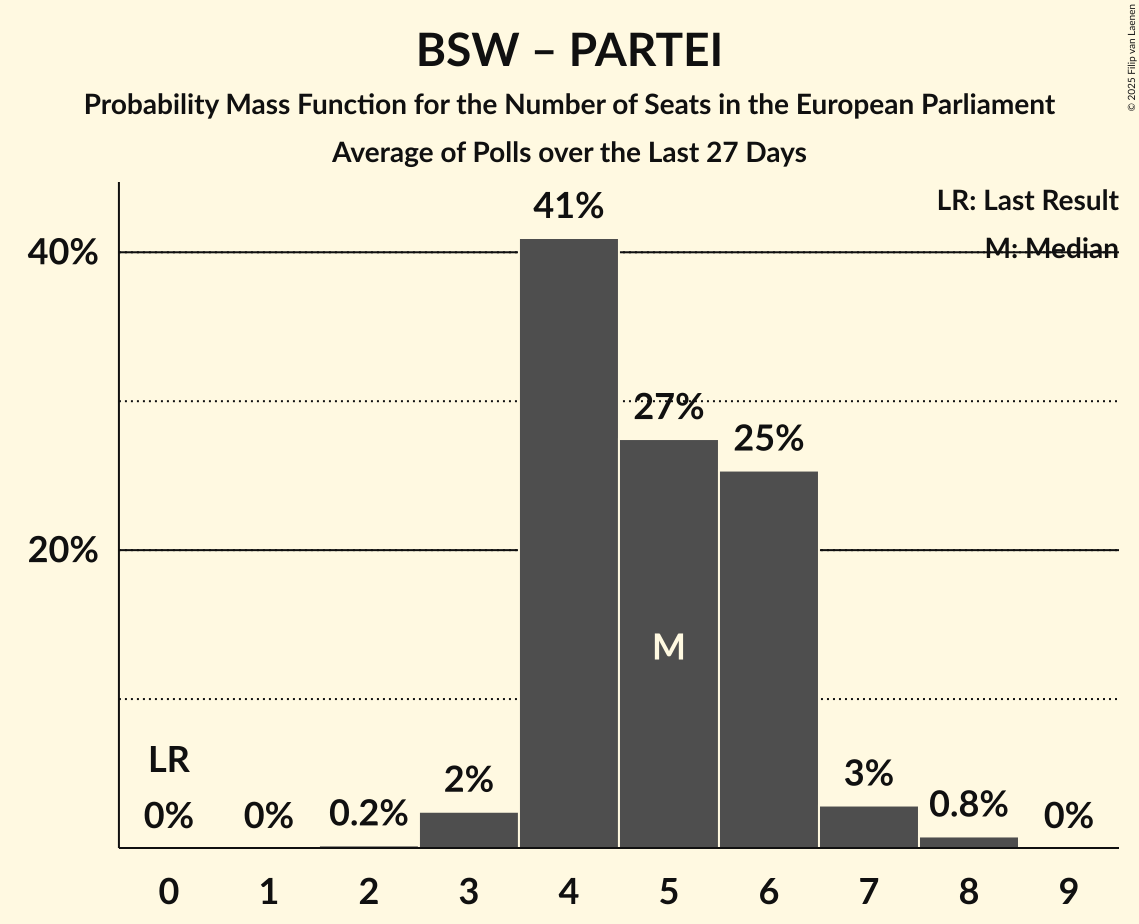 BSW – PARTEI
Probability Mass Function for the Number of Seats in the European Parliament
Average of Polls over the Last 27 Days
© 2025 Filip van Laenen
LR: Last Result
M: Median
41%
40%
27%
25%
20%
M
LR
0%
0%
0.2%
2%
3%
0.8%
0%
0 1 2 3 4 5 6 7 8 9